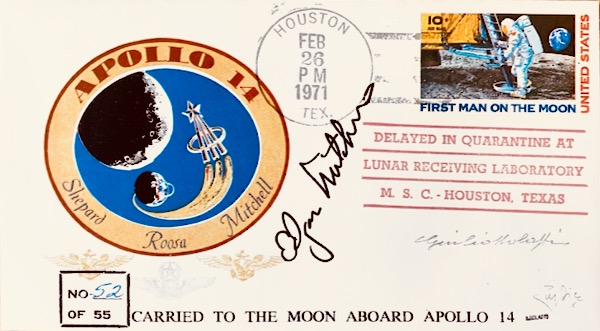 APOLLO 14
Shepard
Roosa
Mitchell
HOUSTON
FEB
26
PM
1971
TEX.
10¢
AIR MAIL
UNITED STATES
FIRST MAN ON THE MOON
DELAYED IN QUARANTINE AT
LUNAR RECEIVING LABORATORY
M. S. C. - HOUSTON, TEXAS
NO- 52
OF 55
CARRIED TO THE MOON ABOARD APOLLO 14